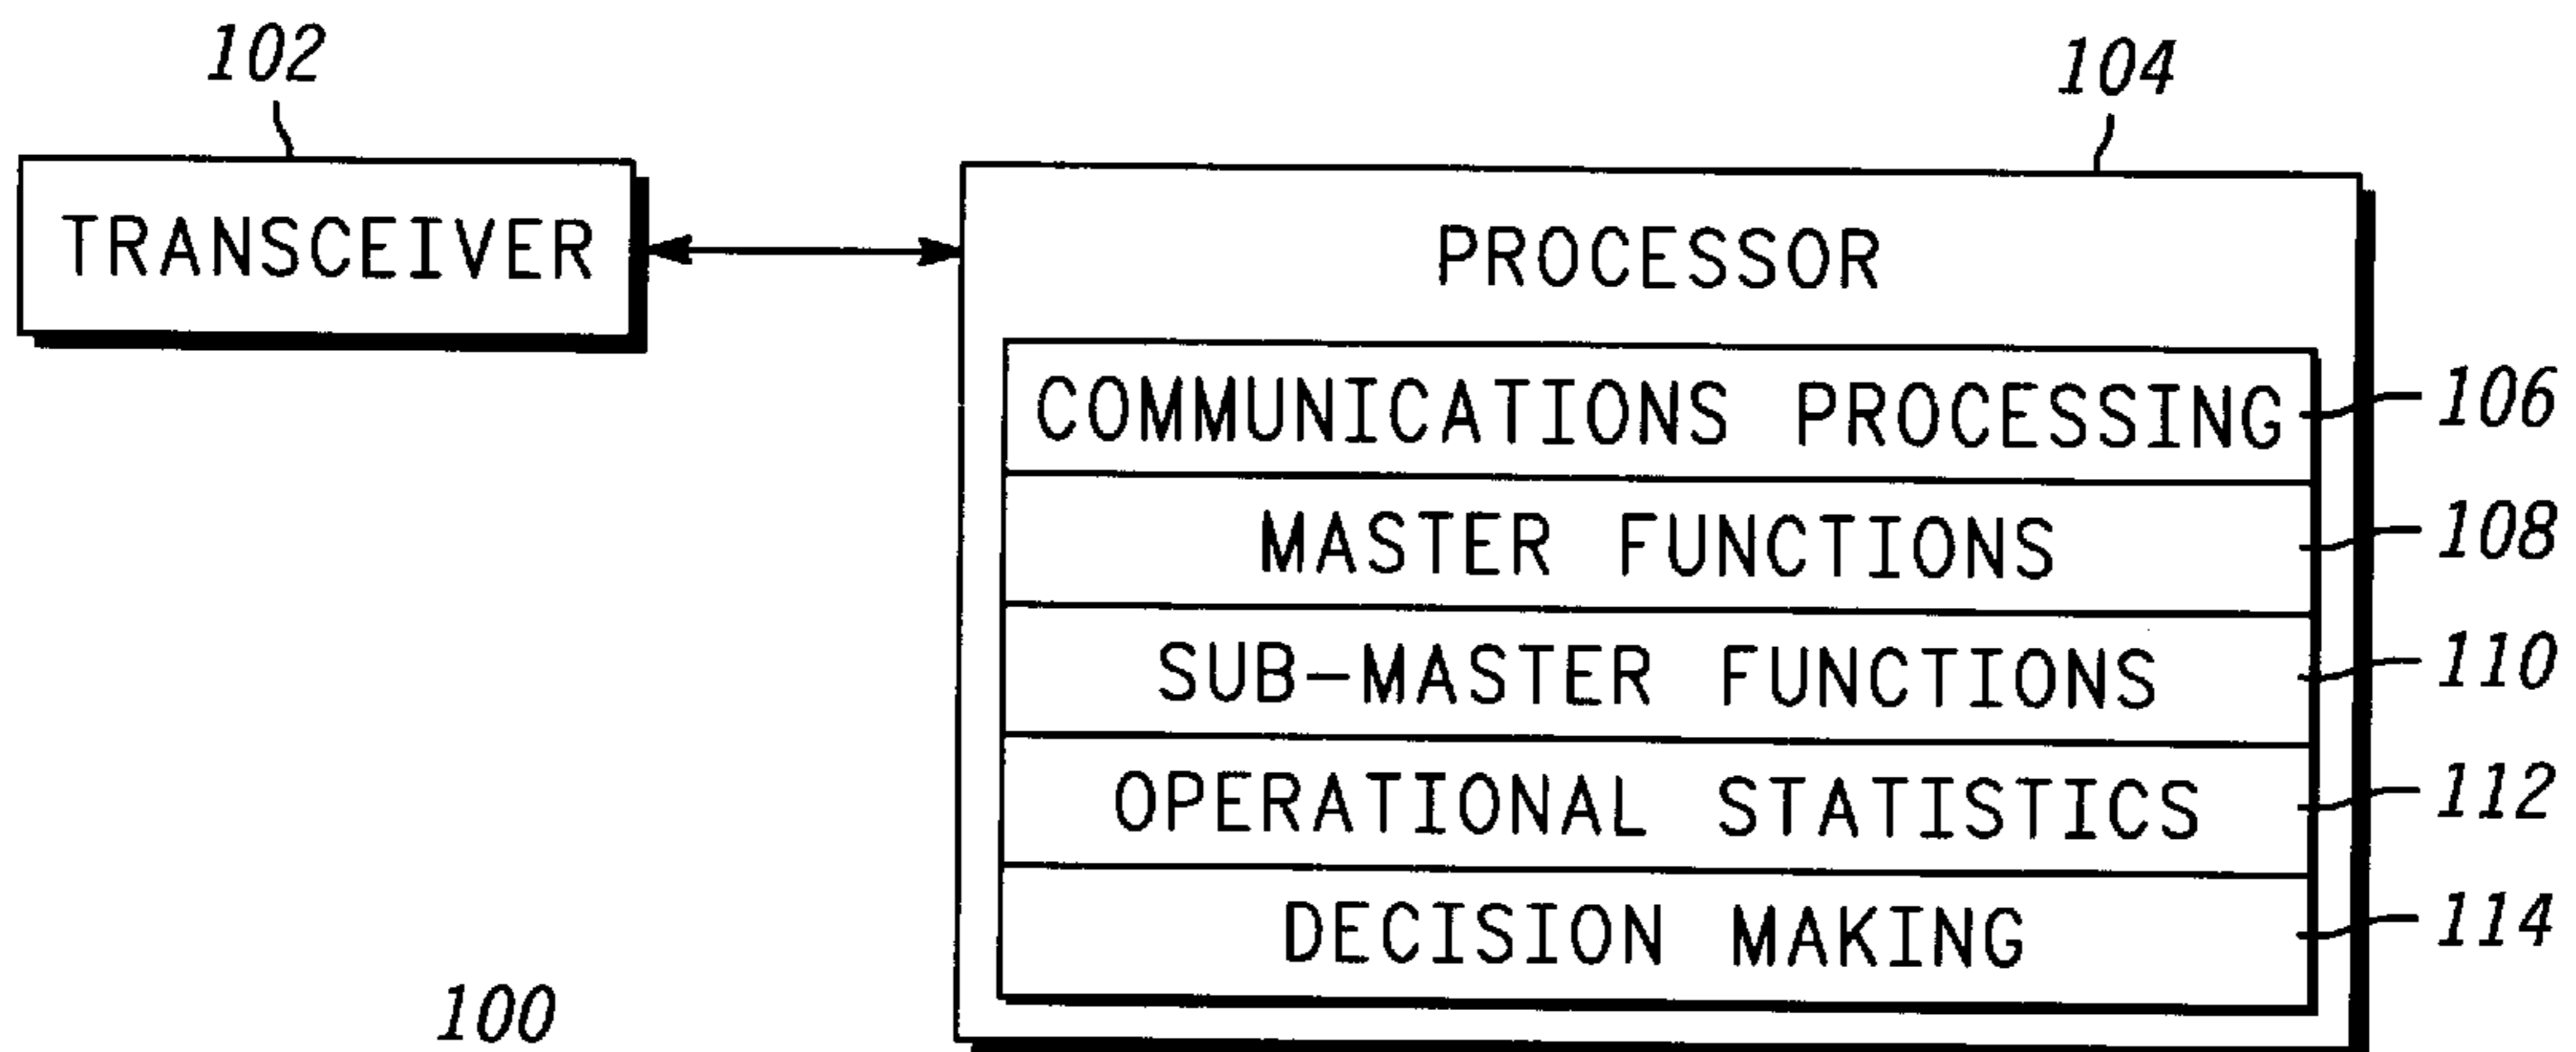 102
104
TRANSCEIVER
PROCESSOR
COMMUNICATIONS PROCESSING
106
MASTER FUNCTIONS
108
SUB-MASTER FUNCTIONS
110
OPERATIONAL STATISTICS
112
DECISION MAKING
114
100